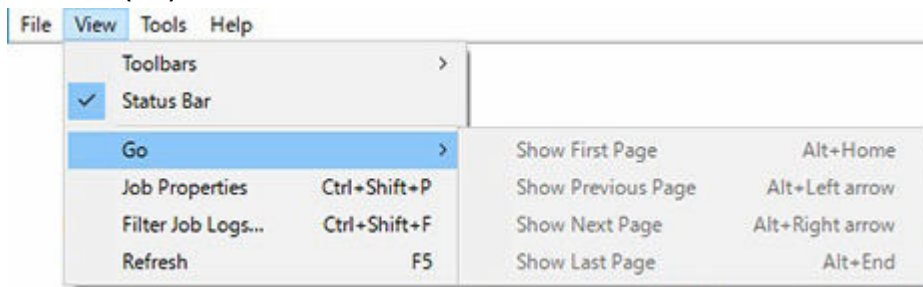 File View Tools Help
Toolbars >
✓ Status Bar
Go >
Job Properties Ctrl+Shift+P
Filter Job Logs... Ctrl+Shift+F
Refresh F5
Show First Page Alt+Home
Show Previous Page Alt+Left arrow
Show Next Page Alt+Right arrow
Show Last Page Alt+End